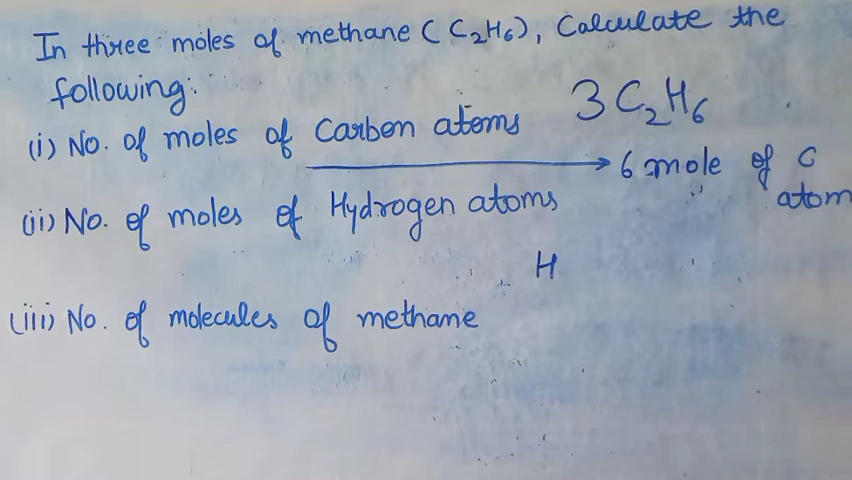 In three moles of methane (C₂H₆), Calculate the
following:
(i) No. of moles of Carbon atoms 3 C₂H₆
→ 6 mole of C
atom
(ii) No. of moles of Hydrogen atoms
H
(iii) No. of molecules of methane